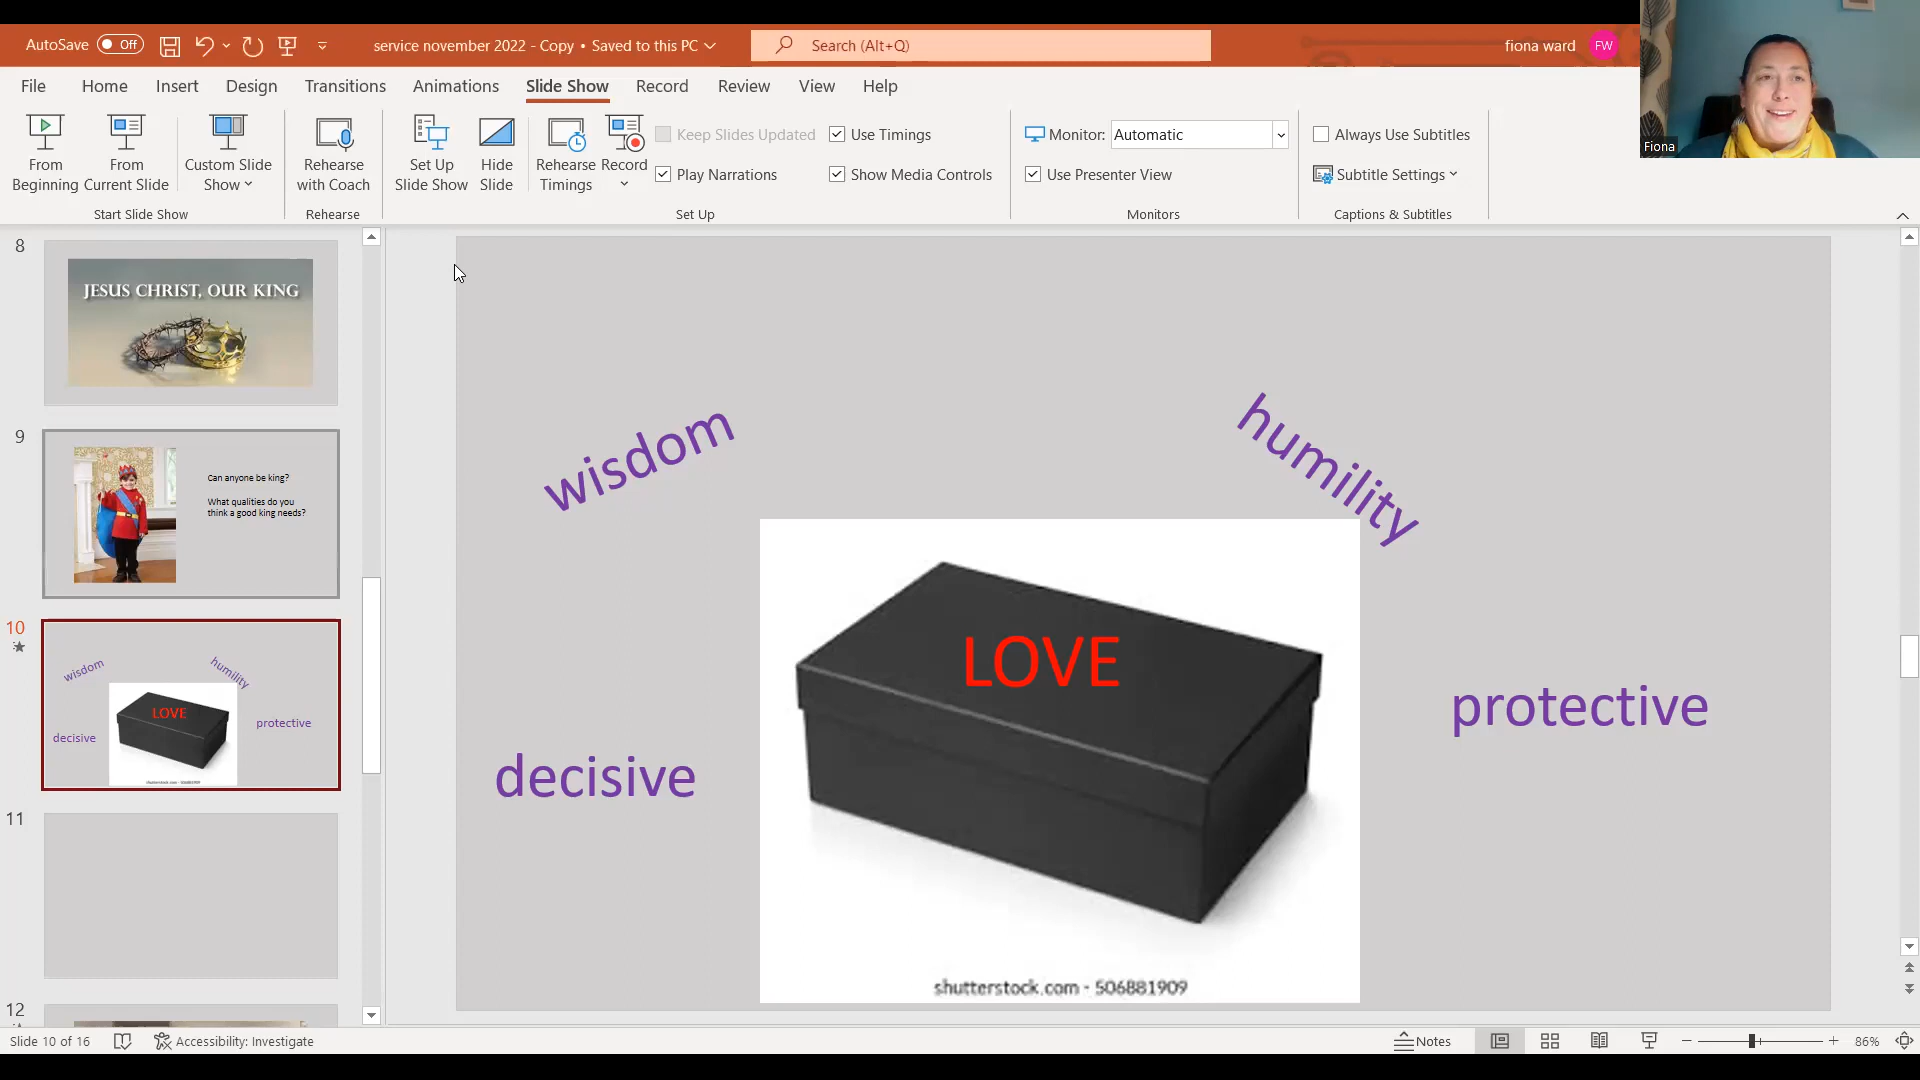 AutoSave Off
service november 2022 - Copy • Saved to this PC
Search (Alt+Q)
fiona ward FW
File Home Insert Design Transitions Animations Slide Show Record Review View Help
From Beginning
From Current Slide
Custom Slide Show
Start Slide Show
Rehearse with Coach
Rehearse
Set Up Slide Show
Hide Slide
Rehearse Timings
Record
Keep Slides Updated
Use Timings
Play Narrations
Show Media Controls
Set Up
Monitor: Automatic
Use Presenter View
Monitors
Always Use Subtitles
Subtitle Settings
Captions & Subtitles
Fiona
8
JESUS CHRIST, OUR KING
9
Can anyone be king?
What qualities do you
think a good king needs?
10
wisdom
humility
LOVE
protective
decisive
shutterstock.com - 506881909
11
12
wisdom
humility
LOVE
protective
decisive
shutterstock.com - 506881909
Slide 10 of 16
Accessibility: Investigate
Notes
86%